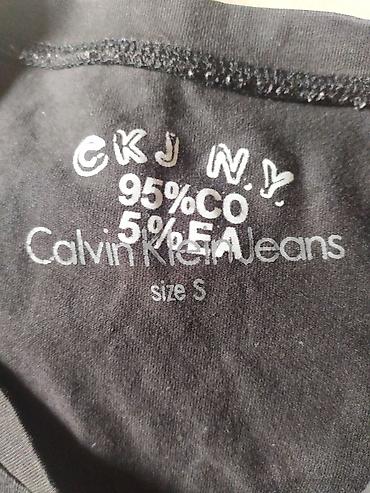 CKJ N.Y.
95%CO
5%EA
Calvin Klein Jeans
size S